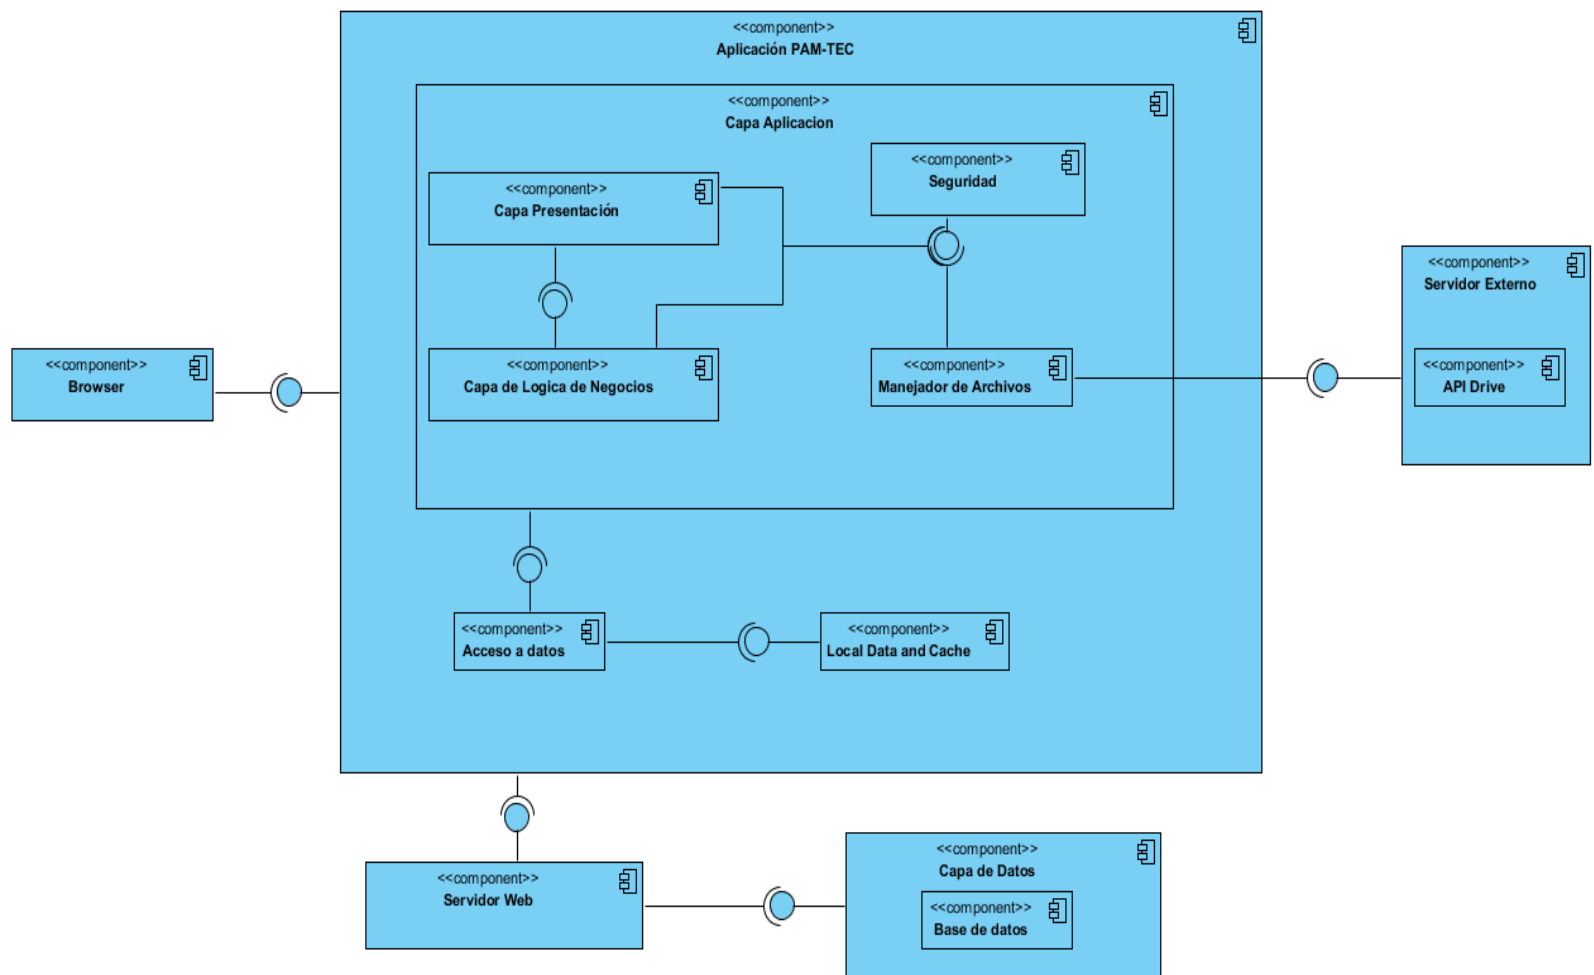 <<component>>
Aplicación PAM-TEC
<<component>>
Capa Aplicacion
<<component>>
Seguridad
<<component>>
Capa Presentación
<<component>>
Servidor Externo
<<component>>
Browser
<<component>>
Capa de Logica de Negocios
<<component>>
Manejador de Archivos
<<component>>
API Drive
<<component>>
Acceso a datos
<<component>>
Local Data and Cache
<<component>>
Servidor Web
<<component>>
Capa de Datos
<<component>>
Base de datos